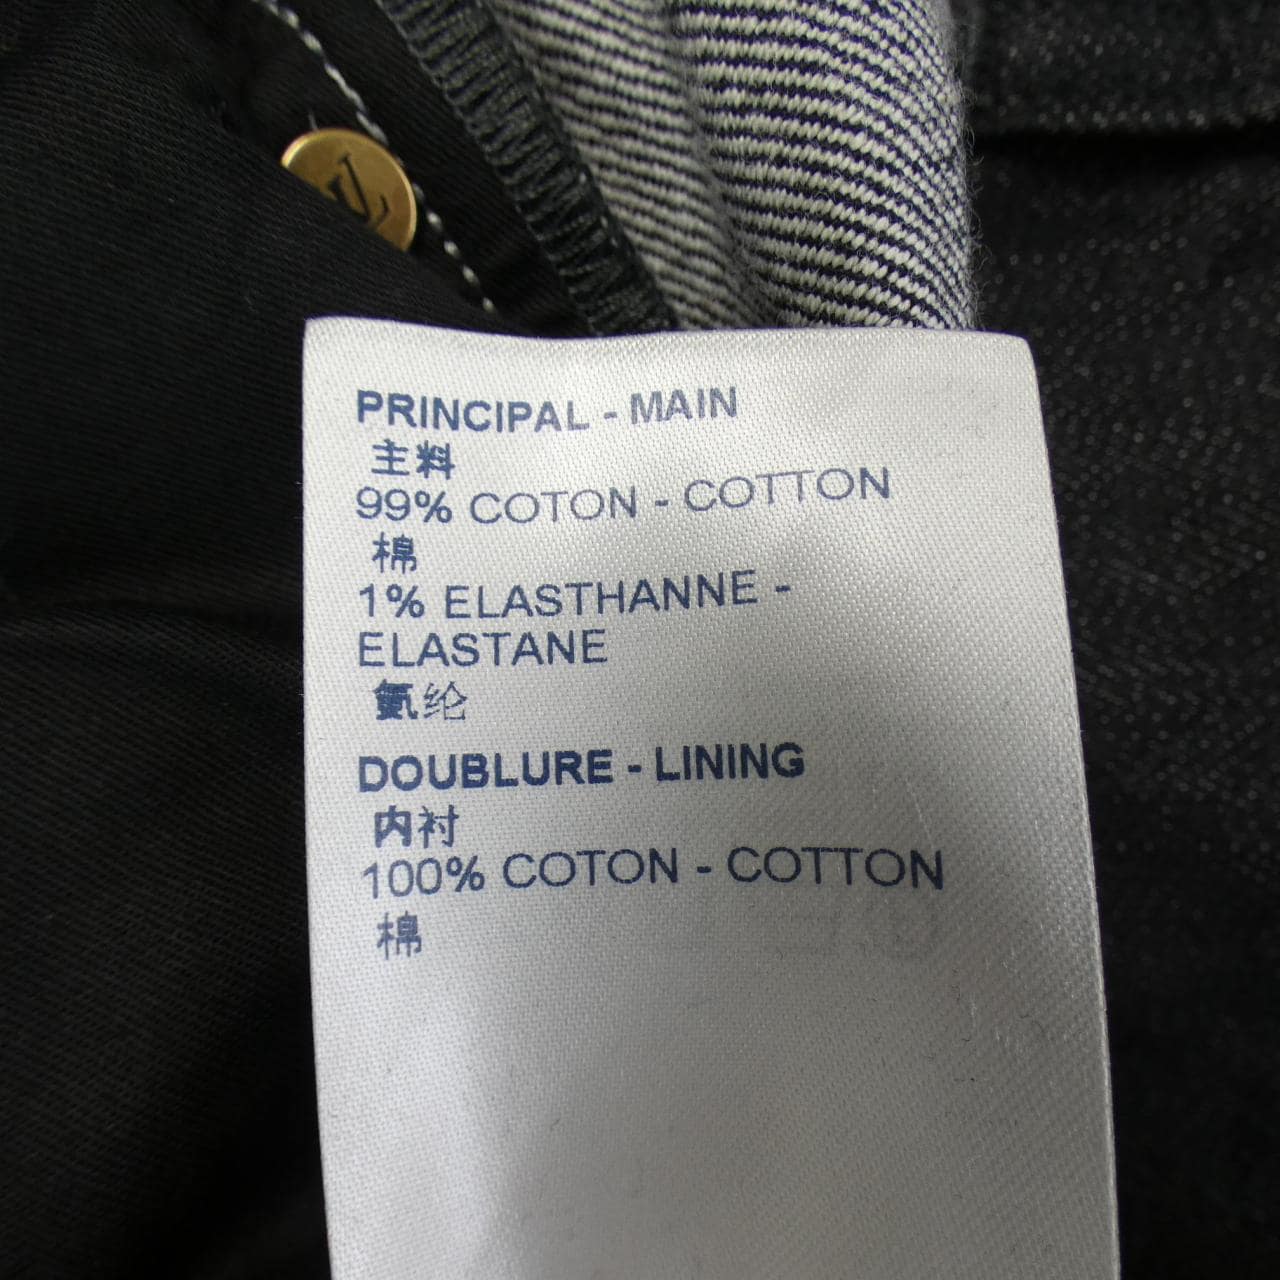 LV
PRINCIPAL - MAIN
主料
99% COTON - COTTON
棉
1% ELASTHANNE -
ELASTANE
氨纶
DOUBLURE - LINING
内衬
100% COTON - COTTON
棉